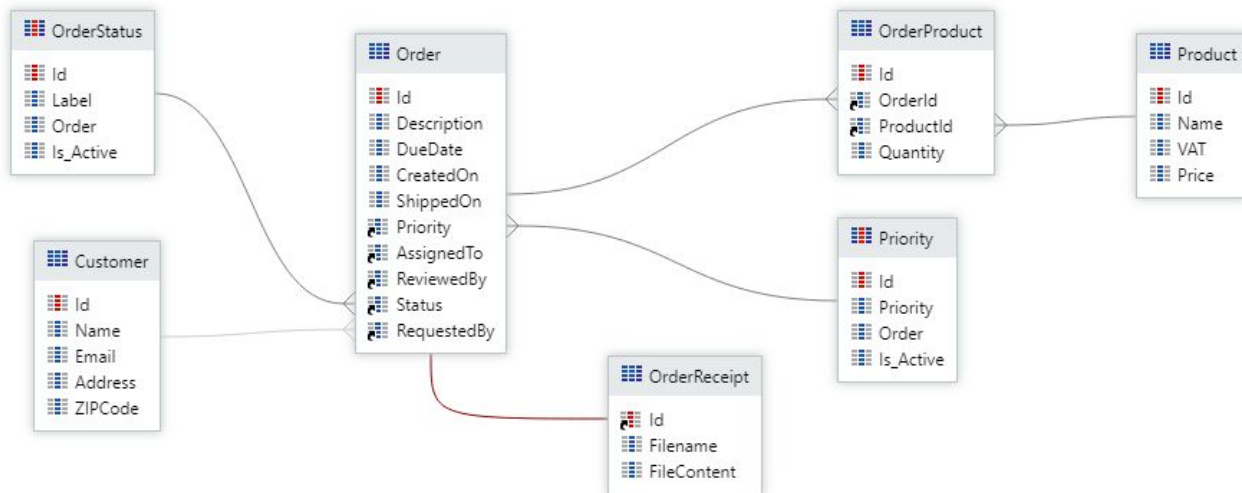 OrderStatus
Id
Label
Order
Is_Active
Customer
Id
Name
Email
Address
ZIPCode
Order
Id
Description
DueDate
CreatedOn
ShippedOn
Priority
AssignedTo
ReviewedBy
Status
RequestedBy
OrderReceipt
Id
Filename
FileContent
OrderProduct
Id
OrderId
ProductId
Quantity
Priority
Id
Priority
Order
Is_Active
Product
Id
Name
VAT
Price